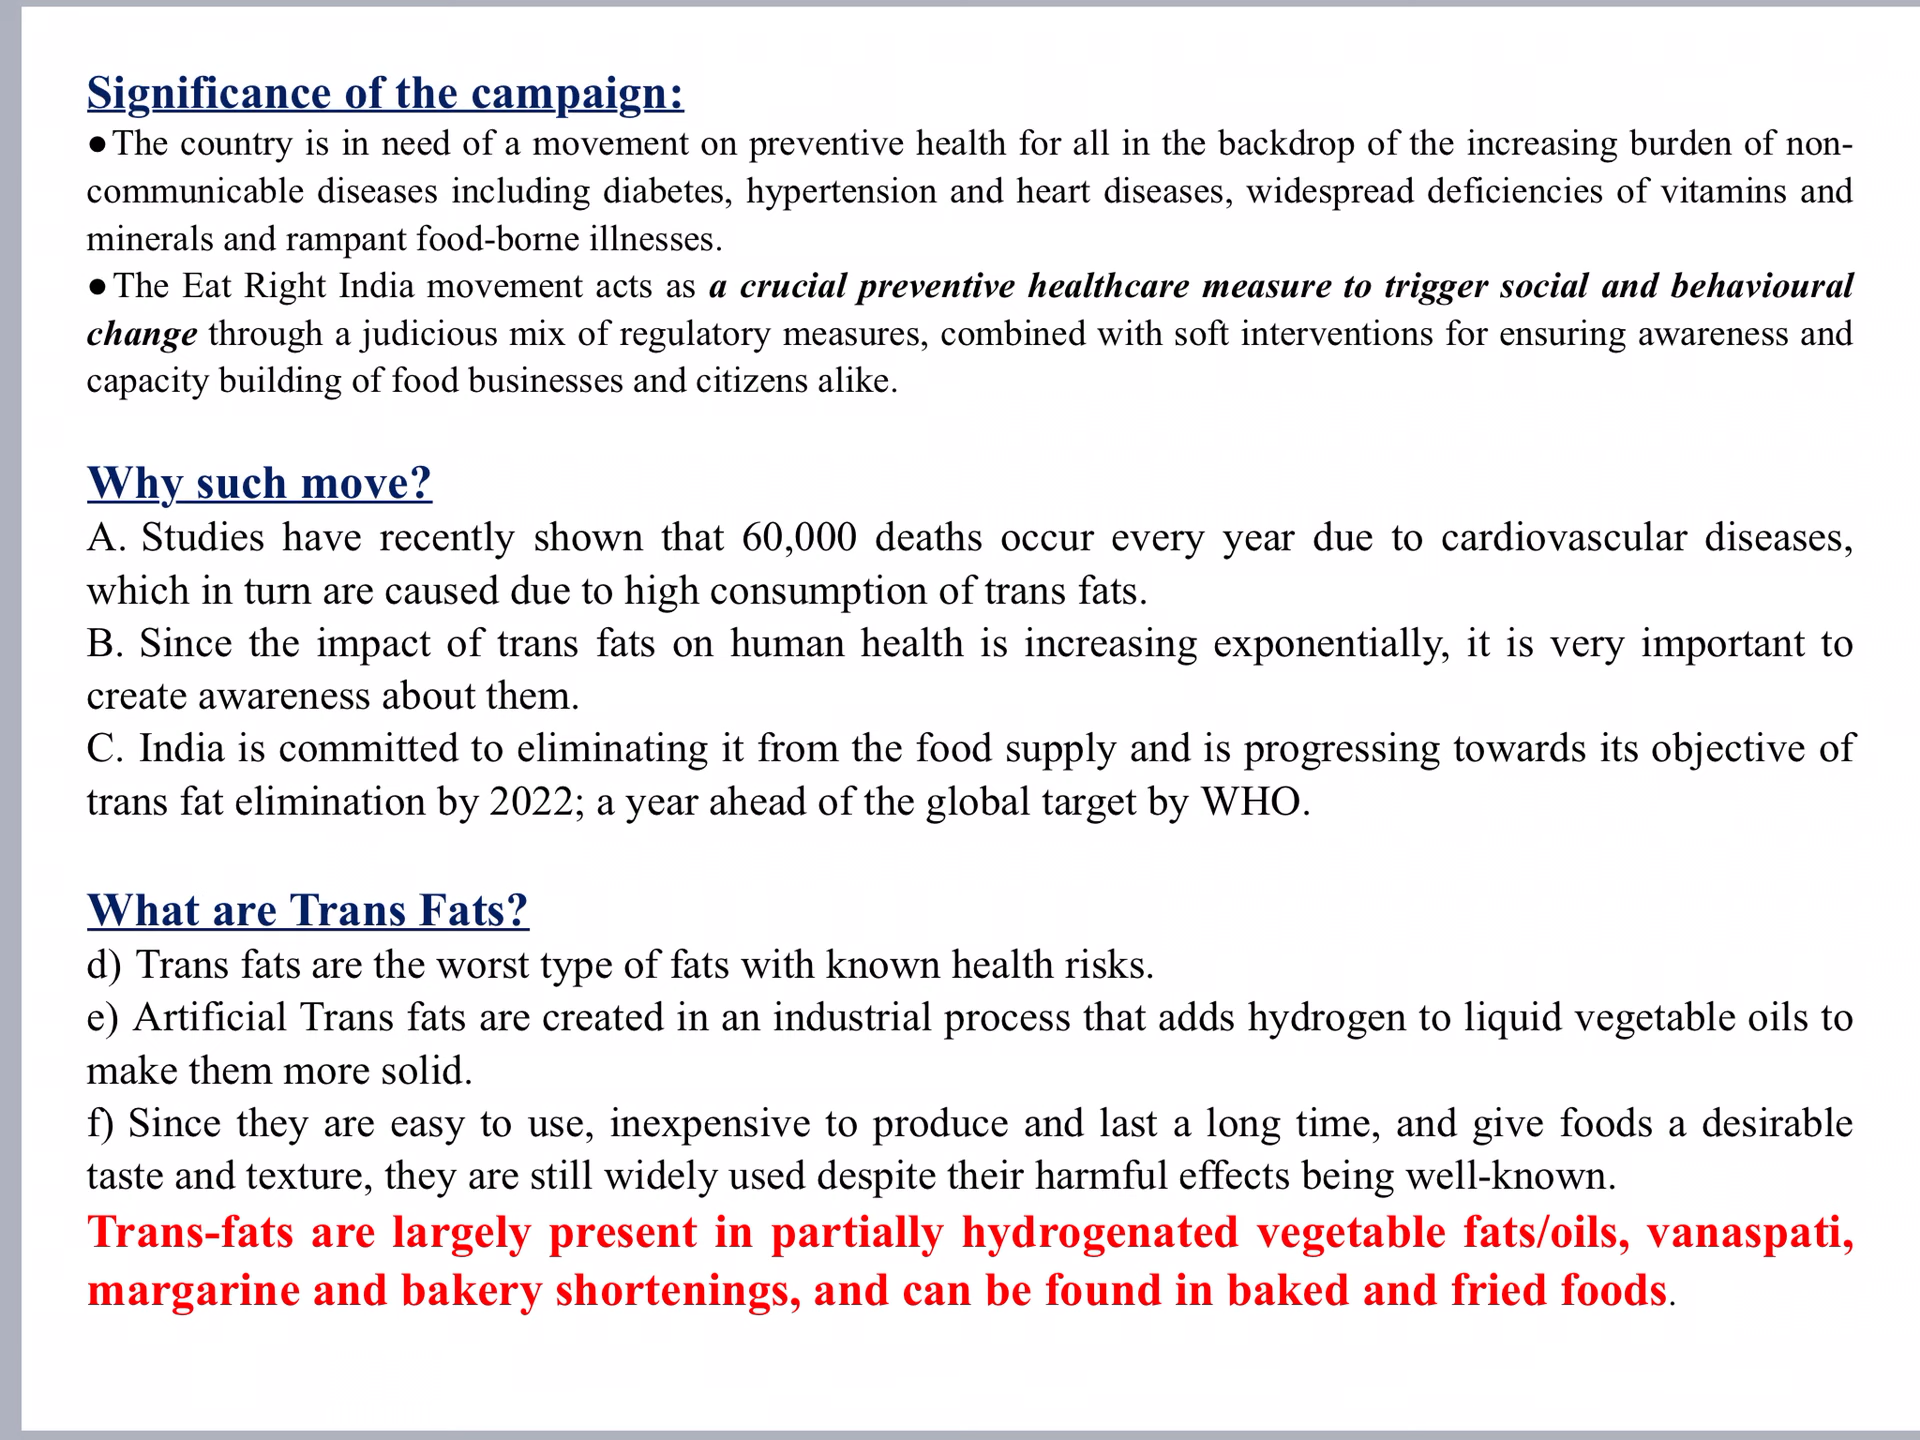 Significance of the campaign:
●The country is in need of a movement on preventive health for all in the backdrop of the increasing burden of non-
communicable diseases including diabetes, hypertension and heart diseases, widespread deficiencies of vitamins and
minerals and rampant food-borne illnesses.
●The Eat Right India movement acts as a crucial preventive healthcare measure to trigger social and behavioural
change through a judicious mix of regulatory measures, combined with soft interventions for ensuring awareness and
capacity building of food businesses and citizens alike.
Why such move?
A. Studies have recently shown that 60,000 deaths occur every year due to cardiovascular diseases,
which in turn are caused due to high consumption of trans fats.
B. Since the impact of trans fats on human health is increasing exponentially, it is very important to
create awareness about them.
C. India is committed to eliminating it from the food supply and is progressing towards its objective of
trans fat elimination by 2022; a year ahead of the global target by WHO.
What are Trans Fats?
d) Trans fats are the worst type of fats with known health risks.
e) Artificial Trans fats are created in an industrial process that adds hydrogen to liquid vegetable oils to
make them more solid.
f) Since they are easy to use, inexpensive to produce and last a long time, and give foods a desirable
taste and texture, they are still widely used despite their harmful effects being well-known.
Trans-fats are largely present in partially hydrogenated vegetable fats/oils, vanaspati,
margarine and bakery shortenings, and can be found in baked and fried foods.